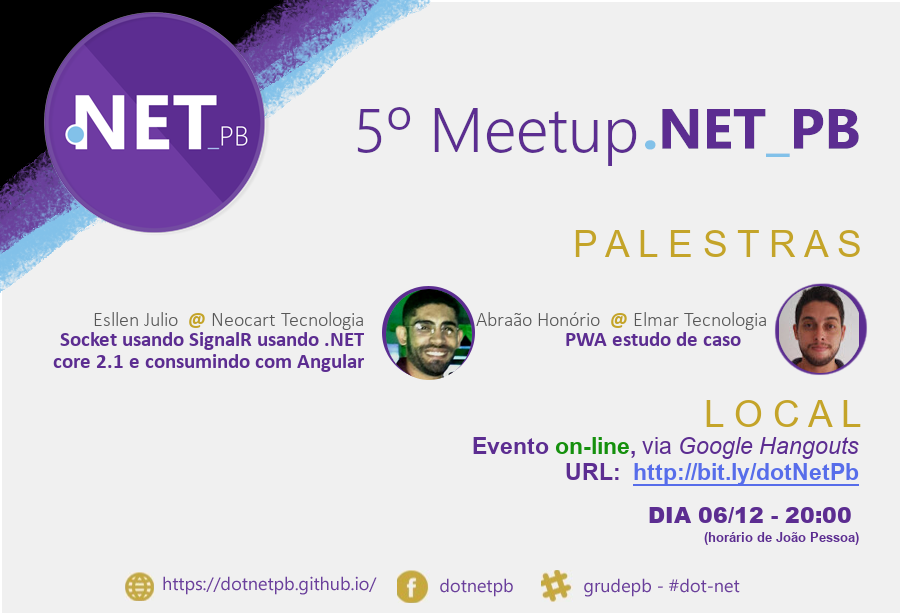 .NET_PB
5º Meetup .NET_PB
PALESTRAS
Esllen Julio @ Neocart Tecnologia
Socket usando SignalR usando .NET
core 2.1 e consumindo com Angular
Abraão Honório @ Elmar Tecnologia
PWA estudo de caso
LOCAL
Evento on-line, via Google Hangouts
URL: http://bit.ly/dotNetPb
DIA 06/12 - 20:00
(horário de João Pessoa)
https://dotnetpb.github.io/ dotnetpb grudepb - #dot-net